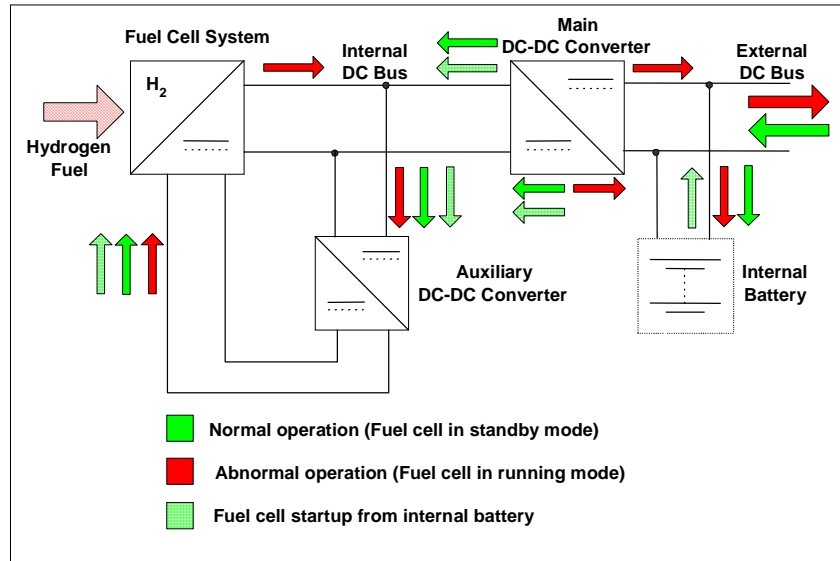 Fuel Cell System
Internal
DC Bus
Main
DC-DC Converter
External
DC Bus
H2
Hydrogen
Fuel
Auxiliary
DC-DC Converter
Internal
Battery
Normal operation (Fuel cell in standby mode)
Abnormal operation (Fuel cell in running mode)
Fuel cell startup from internal battery